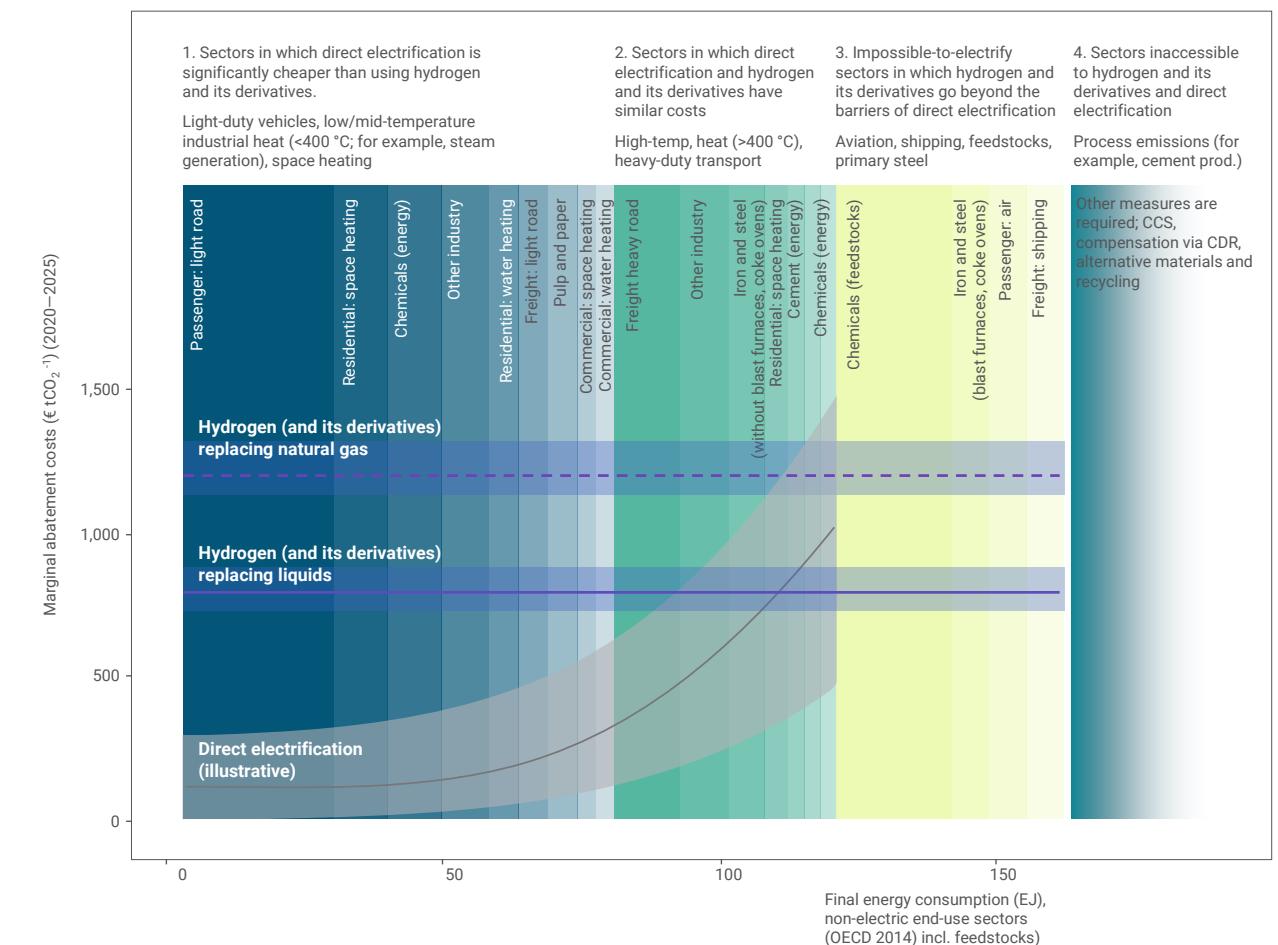 1. Sectors in which direct electrification is
significantly cheaper than using hydrogen
and its derivatives.
Light-duty vehicles, low/mid-temperature
industrial heat (<400 °C; for example, steam
generation), space heating
2. Sectors in which direct
electrification and hydrogen
and its derivatives have
similar costs
High-temp, heat (>400 °C),
heavy-duty transport
3. Impossible-to-electrify
sectors in which hydrogen and
its derivatives go beyond the
barriers of direct electrification
Aviation, shipping, feedstocks,
primary steel
4. Sectors inaccessible
to hydrogen and its
derivatives and direct
electrification
Process emissions (for
example, cement prod.)
Other measures are
required; CCS,
compensation via CDR,
alternative materials and
recycling
Passenger: light road
Residential: space heating
Chemicals (energy)
Other industry
Residential: water heating
Freight: light road
Pulp and paper
Commercial: space heating
Commercial: water heating
Freight heavy road
Other industry
Iron and steel
(without blast furnaces, coke ovens)
Residential: space heating
Cement (energy)
Chemicals (energy)
Chemicals (feedstocks)
Iron and steel
(blast furnaces, coke ovens)
Passenger: air
Freight: shipping
Marginal abatement costs (€ tCO₂ ⁻¹) (2020–2025)
1,500
1,000
500
0
Hydrogen (and its derivatives)
replacing natural gas
Hydrogen (and its derivatives)
replacing liquids
Direct electrification
(illustrative)
0
50
100
150
Final energy consumption (EJ),
non-electric end-use sectors
(OECD 2014) incl. feedstocks)